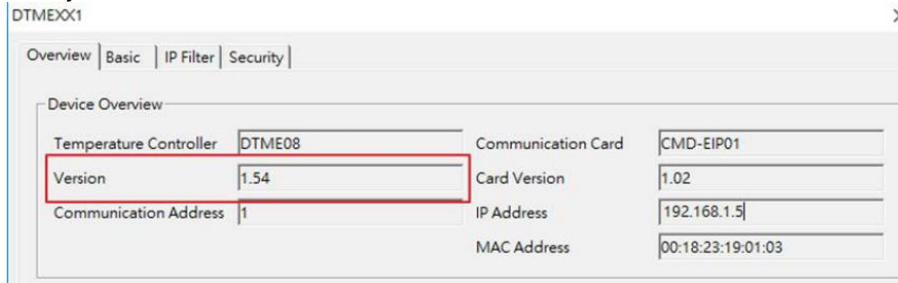 DTMEXX1
Overview Basic IP Filter Security
Device Overview
Temperature Controller DTME08 Communication Card CMD-EIP01
Version 1.54 Card Version 1.02
Communication Address 1 IP Address 192.168.1.5
MAC Address 00:18:23:19:01:03